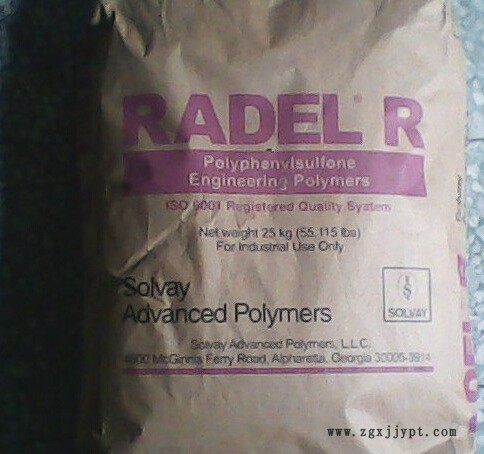 RADEL® R
Polyphenylsulfone
Engineering Polymers
ISO 9001 Registered Quality System
Net weight 25 kg (55.115 lbs)
For Industrial Use Only
Solvay
Advanced Polymers
SOLVAY
Solvay Advanced Polymers, L.L.C.
4500 McGinnis Ferry Road, Alpharetta, Georgia 30005-3914
Solvay
www.zgxjjypt.com